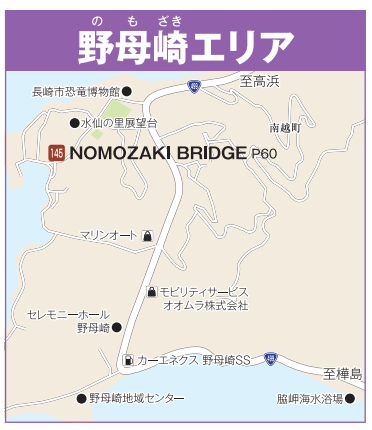 の も ざき
野母崎エリア
499
至高浜
長崎市恐竜博物館
水仙の里展望台
南越町
145 NOMOZAKI BRIDGE P60
マリンオート
モビリティサービス
オオムラ株式会社
セレモニーホール
野母崎
カーエネクス 野母崎SS
499
至樺島
野母崎地域センター
脇岬海水浴場